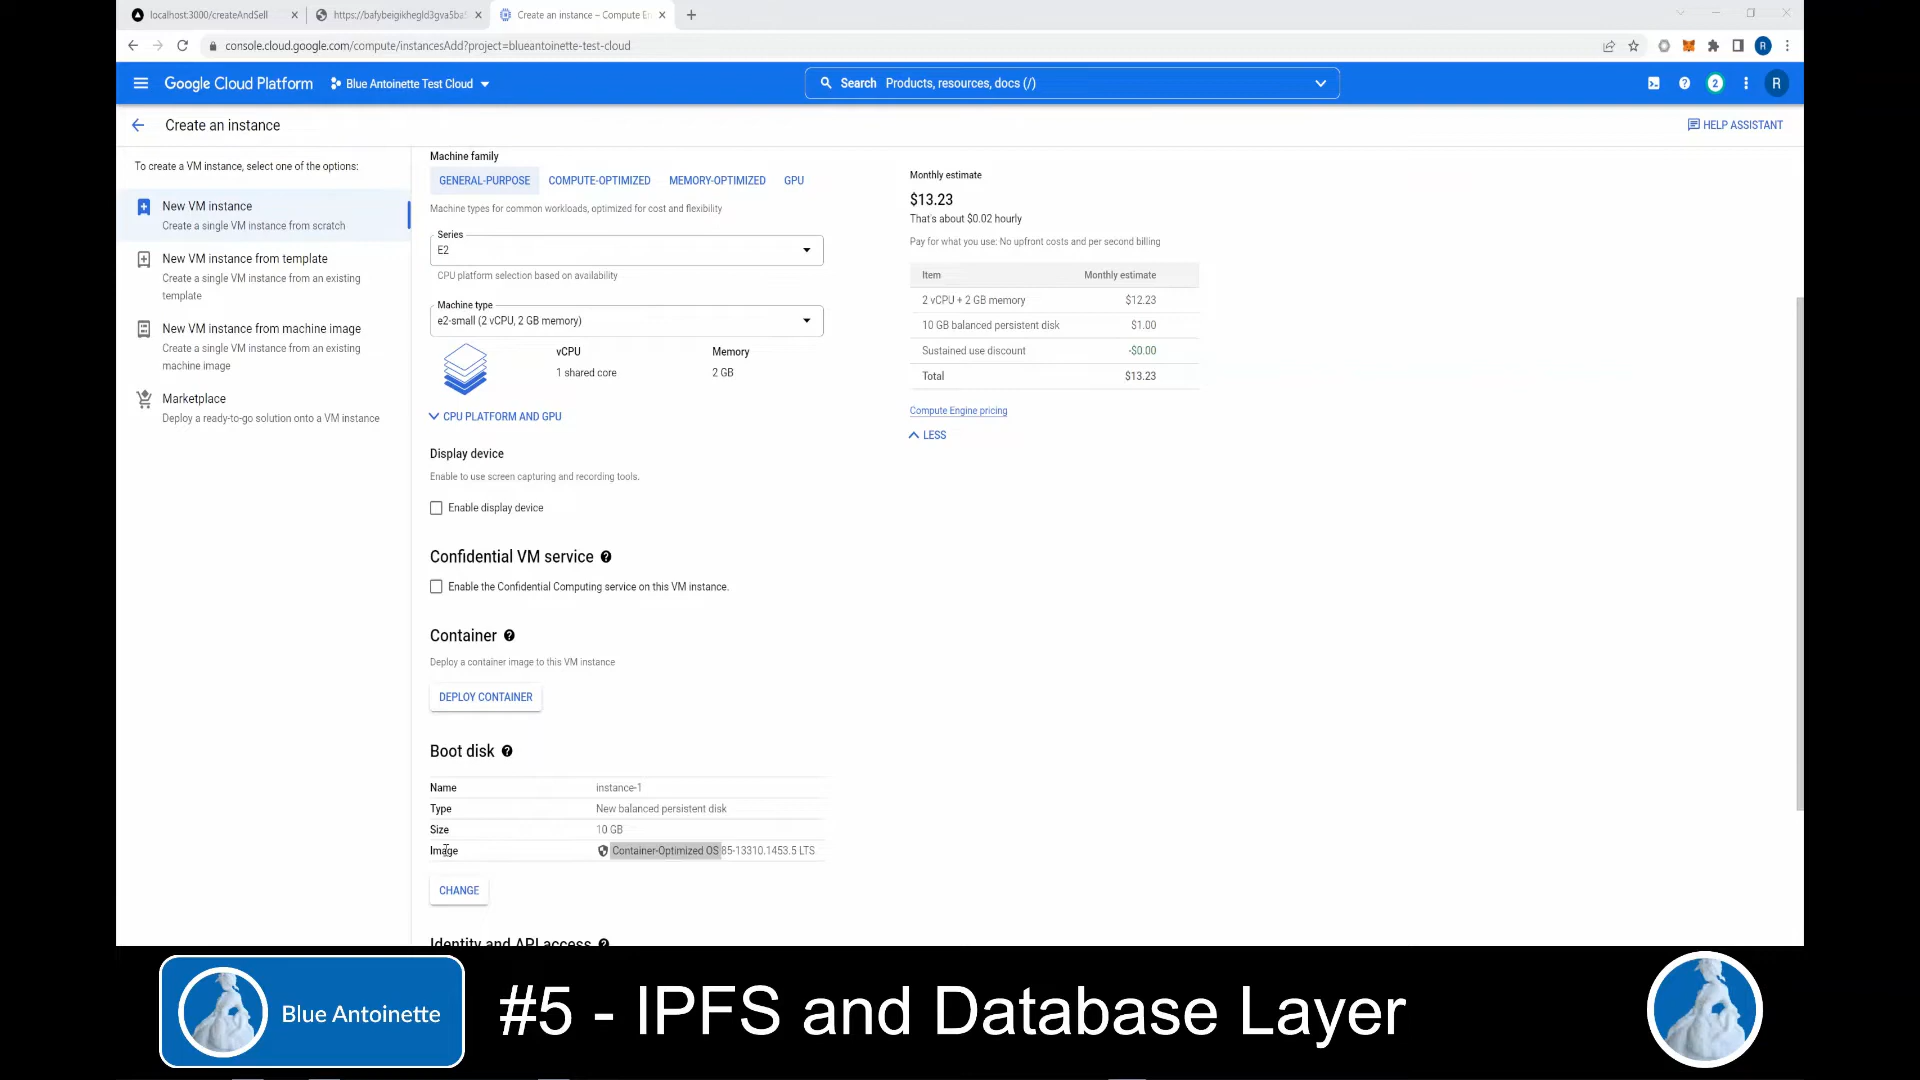 localhost:3000/createAndSell
https://bafybeigikhegld3gva5ba
Create an instance – Compute E
console.cloud.google.com/compute/instancesAdd?project=blueantoinette-test-cloud
R
Google Cloud Platform
Blue Antoinette Test Cloud
Search Products, resources, docs (/)
2
R
Create an instance
HELP ASSISTANT
To create a VM instance, select one of the options:
New VM instance
Create a single VM instance from scratch
New VM instance from template
Create a single VM instance from an existing
template
New VM instance from machine image
Create a single VM instance from an existing
machine image
Marketplace
Deploy a ready-to-go solution onto a VM instance
Machine family
GENERAL-PURPOSE COMPUTE-OPTIMIZED MEMORY-OPTIMIZED GPU
Machine types for common workloads, optimized for cost and flexibility
Series
E2
CPU platform selection based on availability
Machine type
e2-small (2 vCPU, 2 GB memory)
vCPU Memory
1 shared core 2 GB
CPU PLATFORM AND GPU
Display device
Enable to use screen capturing and recording tools.
Enable display device
Confidential VM service
Enable the Confidential Computing service on this VM instance.
Container
Deploy a container image to this VM instance
DEPLOY CONTAINER
Boot disk
Name instance-1
Type New balanced persistent disk
Size 10 GB
Image Container-Optimized OS 85-13310.1453.5 LTS
CHANGE
Identity and API access
Monthly estimate
$13.23
That's about $0.02 hourly
Pay for what you use: No upfront costs and per second billing
Item Monthly estimate
2 vCPU + 2 GB memory $12.23
10 GB balanced persistent disk $1.00
Sustained use discount -$0.00
Total $13.23
Compute Engine pricing
LESS
Blue Antoinette
#5 - IPFS and Database Layer